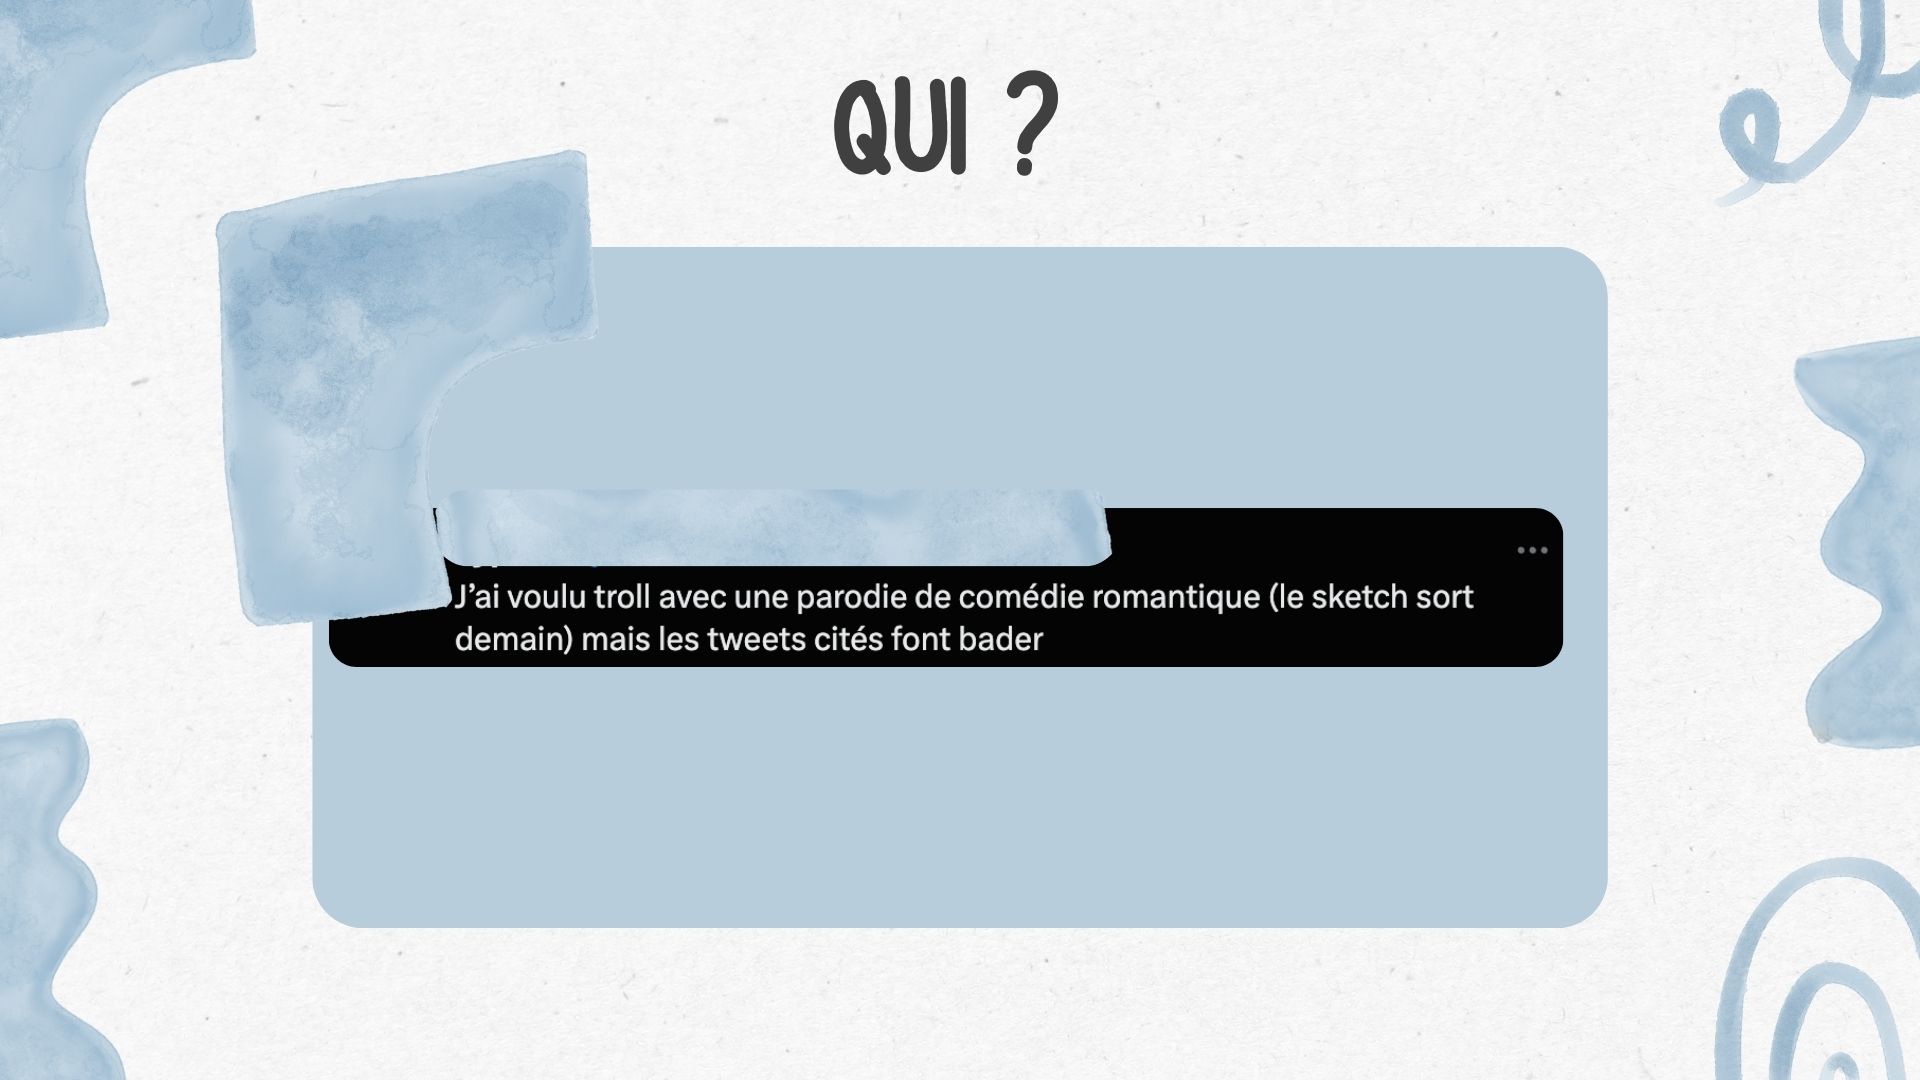 QUI ?
J’ai voulu troll avec une parodie de comédie romantique (le sketch sort
demain) mais les tweets cités font bader